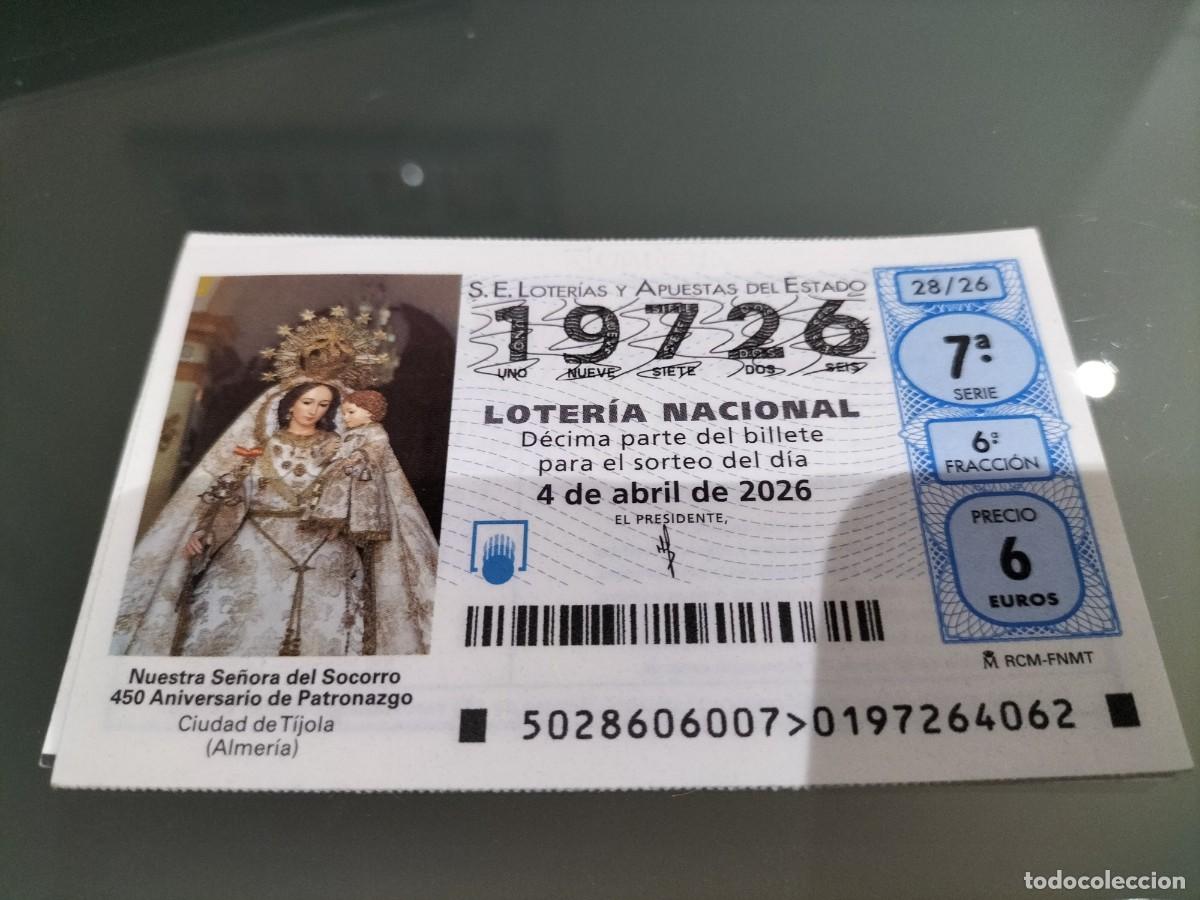 S.E. LOTERÍAS Y APUESTAS DEL ESTADO
19726
UNO NUEVE SIETE DOS SEIS
LOTERÍA NACIONAL
Décima parte del billete
para el sorteo del día
4 de abril de 2026
EL PRESIDENTE,
28/26
7ª
SERIE
6ª
FRACCIÓN
PRECIO
6
EUROS
RCM-FNMT
Nuestra Señora del Socorro
450 Aniversario de Patronazgo
Ciudad de Tíjola
(Almería)
5028606007>0197264062
todocoleccion